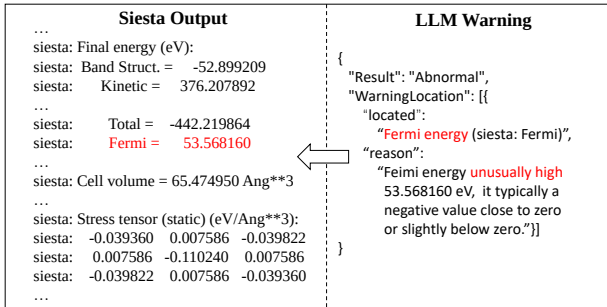 Siesta Output
…
siesta: Final energy (eV):
siesta: Band Struct. = -52.899209
siesta: Kinetic = 376.207892
…
siesta: Total = -442.219864
siesta: Fermi = 53.568160
…
siesta: Cell volume = 65.474950 Ang**3
…
siesta: Stress tensor (static) (eV/Ang**3):
siesta: -0.039360 0.007586 -0.039822
siesta: 0.007586 -0.110240 0.007586
siesta: -0.039822 0.007586 -0.039360
…
LLM Warning
{
"Result": "Abnormal",
"WarningLocation": [{
“located”:
“Fermi energy (siesta: Fermi)”,
“reason”:
“Feimi energy unusually high
53.568160 eV, it typically a
negative value close to zero
or slightly below zero.”}]
}